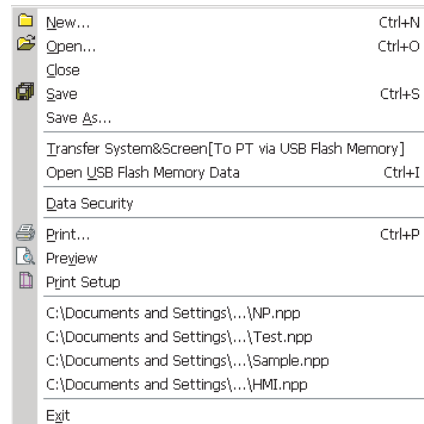 New... Ctrl+N
Open... Ctrl+O
Close
Save Ctrl+S
Save As...
Transfer System&Screen[To PT via USB Flash Memory]
Open USB Flash Memory Data Ctrl+I
Data Security
Print... Ctrl+P
Preview
Print Setup
C:\Documents and Settings\...\NP.npp
C:\Documents and Settings\...\Test.npp
C:\Documents and Settings\...\Sample.npp
C:\Documents and Settings\...\HMI.npp
Exit